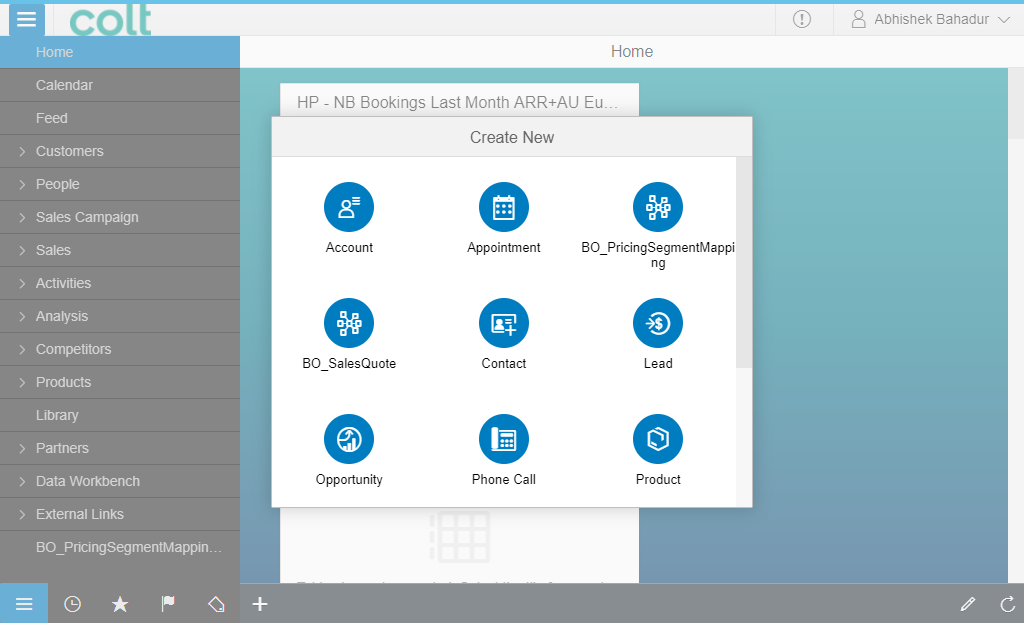 colt
Abhishek Bahadur
Home
Home
Calendar
Feed
Customers
People
Sales Campaign
Sales
Activities
Analysis
Competitors
Products
Library
Partners
Data Workbench
External Links
BO_PricingSegmentMappin...
HP - NB Bookings Last Month ARR+AU Eu...
Create New
Account
Appointment
BO_PricingSegmentMappi
ng
BO_SalesQuote
Contact
Lead
Opportunity
Phone Call
Product